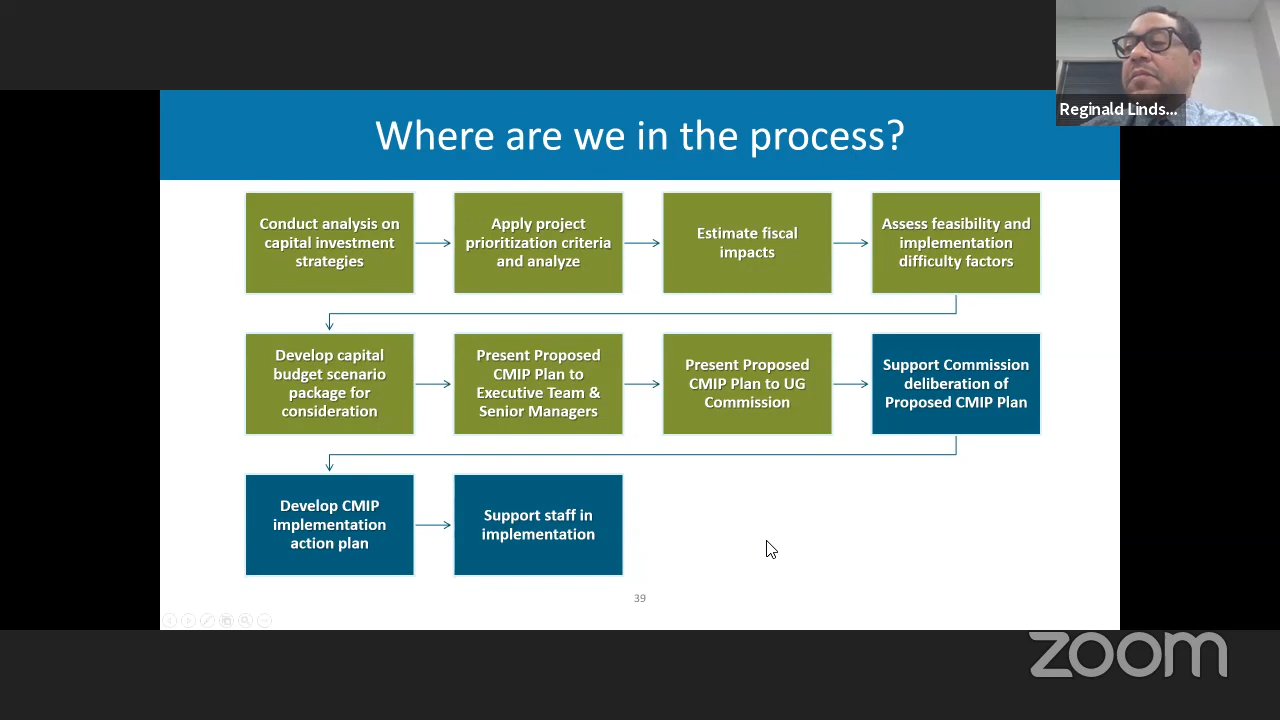 Reginald Linds...
Where are we in the process?
Conduct analysis on
capital investment
strategies
Apply project
prioritization criteria
and analyze
Estimate fiscal
impacts
Assess feasibility and
implementation
difficulty factors
Develop capital
budget scenario
package for
consideration
Present Proposed
CMIP Plan to
Executive Team &
Senior Managers
Present Proposed
CMIP Plan to UG
Commission
Support Commission
deliberation of
Proposed CMIP Plan
Develop CMIP
implementation
action plan
Support staff in
implementation
39
zoom